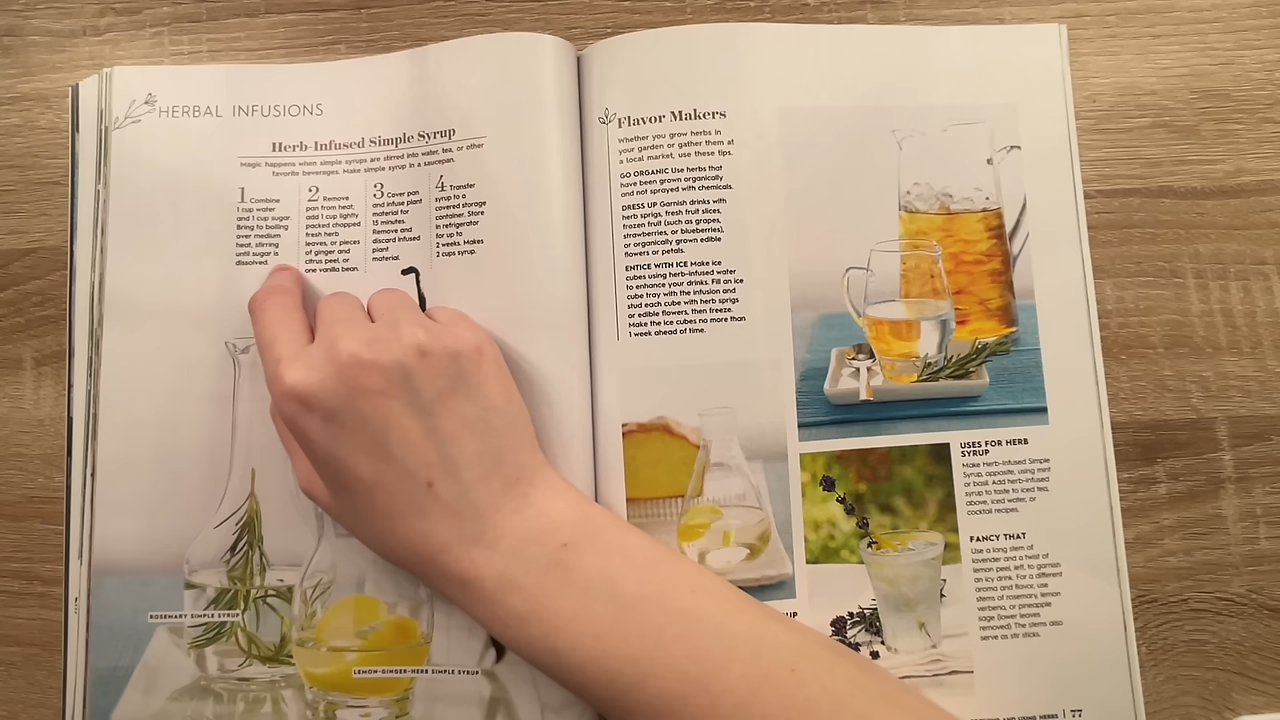 HERBAL INFUSIONS
Herb-Infused Simple Syrup
Magic happens when simple syrups are stirred into water, tea, or other
favorite beverages. Make simple syrup in a saucepan.
1 Combine
1 cup water
and 1 cup sugar.
Bring to boiling
over medium
heat, stirring
until sugar is
dissolved.
2 Remove
pan from heat;
add 1 cup lightly
packed chopped
fresh herb
leaves, or pieces
of ginger and
citrus peel, or
one vanilla bean.
3 Cover pan
and infuse plant
material for
15 minutes.
Remove and
discard infused
plant
material.
4 Transfer
syrup to a
covered storage
container. Store
in refrigerator
for up to
2 weeks. Makes
2 cups syrup.
ROSEMARY SIMPLE SYRUP
LEMON-GINGER-HERB SIMPLE SYRUP
Flavor Makers
Whether you grow herbs in
your garden or gather them at
a local market, use these tips.
GO ORGANIC Use herbs that
have been grown organically
and not sprayed with chemicals.
DRESS UP Garnish drinks with
herb sprigs, fresh fruit slices,
frozen fruit (such as grapes,
strawberries, or blueberries),
or organically grown edible
flowers or petals.
ENTICE WITH ICE Make ice
cubes using herb-infused water
to enhance your drinks. Fill an ice
cube tray with the infusion and
stud each cube with herb sprigs
or edible flowers, then freeze.
Make the ice cubes no more than
1 week ahead of time.
USES FOR HERB
SYRUP
Make Herb-Infused Simple
Syrup, opposite, using mint
or basil. Add herb-infused
syrup to taste to iced tea,
above, iced water, or
cocktail recipes.
FANCY THAT
Use a long stem of
lavender and a twist of
lemon peel, left, to garnish
an icy drink. For a different
aroma and flavor, use
stems of rosemary, lemon
verbena, or pineapple
sage (lower leaves
removed). The stems also
serve as stir sticks.
AND USING HERBS | 77